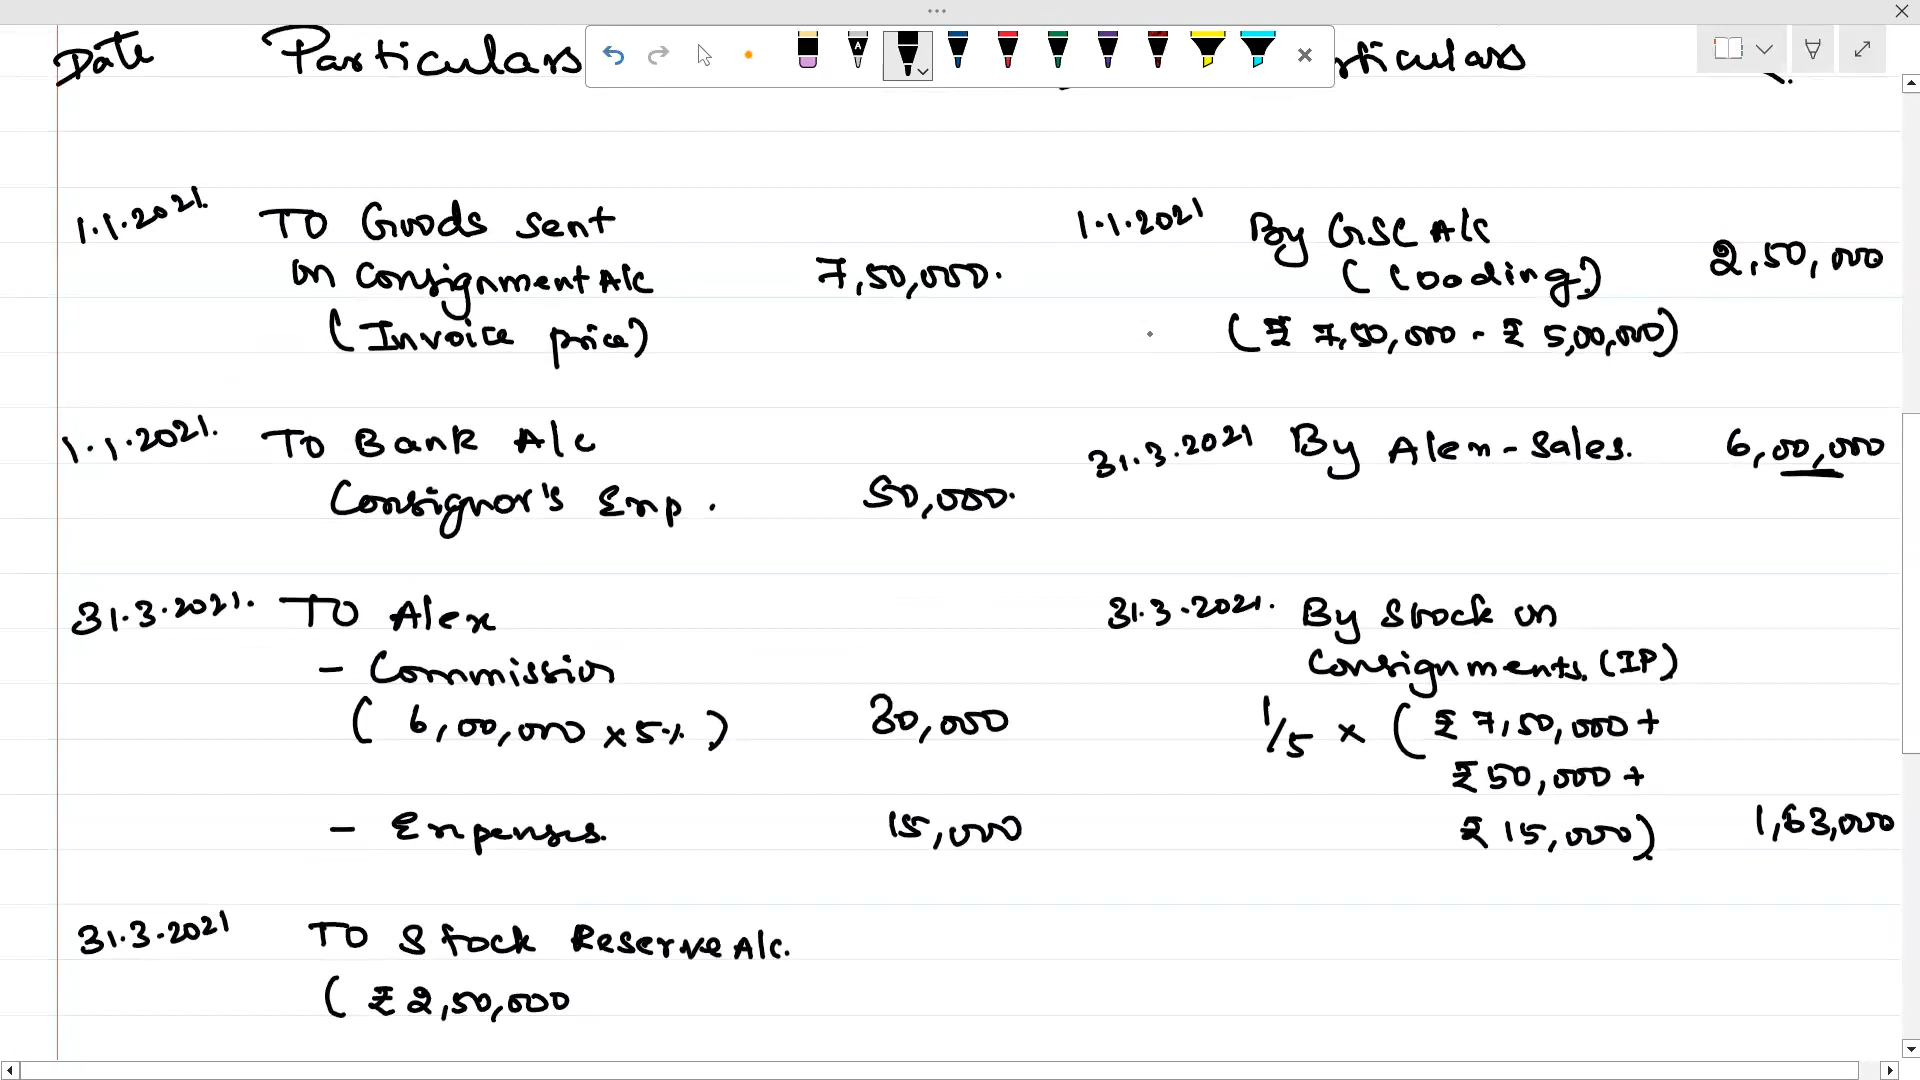 Date Particulars rticulars
1.1.2021. To Goods sent 1.1.2021 By GSC A/c 2,50,000
on Consignment A/c 7,50,000. (Loading)
(Invoice price) (₹ 7,50,000 - ₹ 5,00,000)
1.1.2021. To Bank A/c 31.3.2021 By Alex - Sales. 6,00,000
Consignor's Exp. 50,000.
31.3.2021. To Alex 31.3.2021. By Stock on
- Commission Consignments. (IP)
(6,00,000 x 5%) 30,000 1/5 x (₹ 7,50,000 +
₹ 50,000 +
- Expenses. 15,000 ₹ 15,000) 1,63,000
31.3.2021 To Stock Reserve A/c.
(₹ 2,50,000